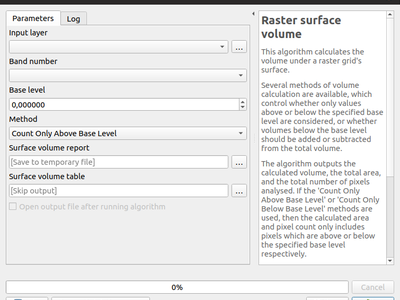 Parameters
Log
Input layer
...
Band number
Base level
0,000000
Method
Count Only Above Base Level
Surface volume report
[Save to temporary file]
...
Surface volume table
[Skip output]
...
Open output file after running algorithm
Raster surface
volume
This algorithm calculates the
volume under a raster grid's
surface.
Several methods of volume
calculation are available, which
control whether only values
above or below the specified base
level are considered, or whether
volumes below the base level
should be added or subtracted
from the total volume.
The algorithm outputs the
calculated volume, the total area,
and the total number of pixels
analysed. If the 'Count Only
Above Base Level' or 'Count Only
Below Base Level' methods are
used, then the calculated area
and pixel count only includes
pixels which are above or below
the specified base level
respectively.
0%
Cancel